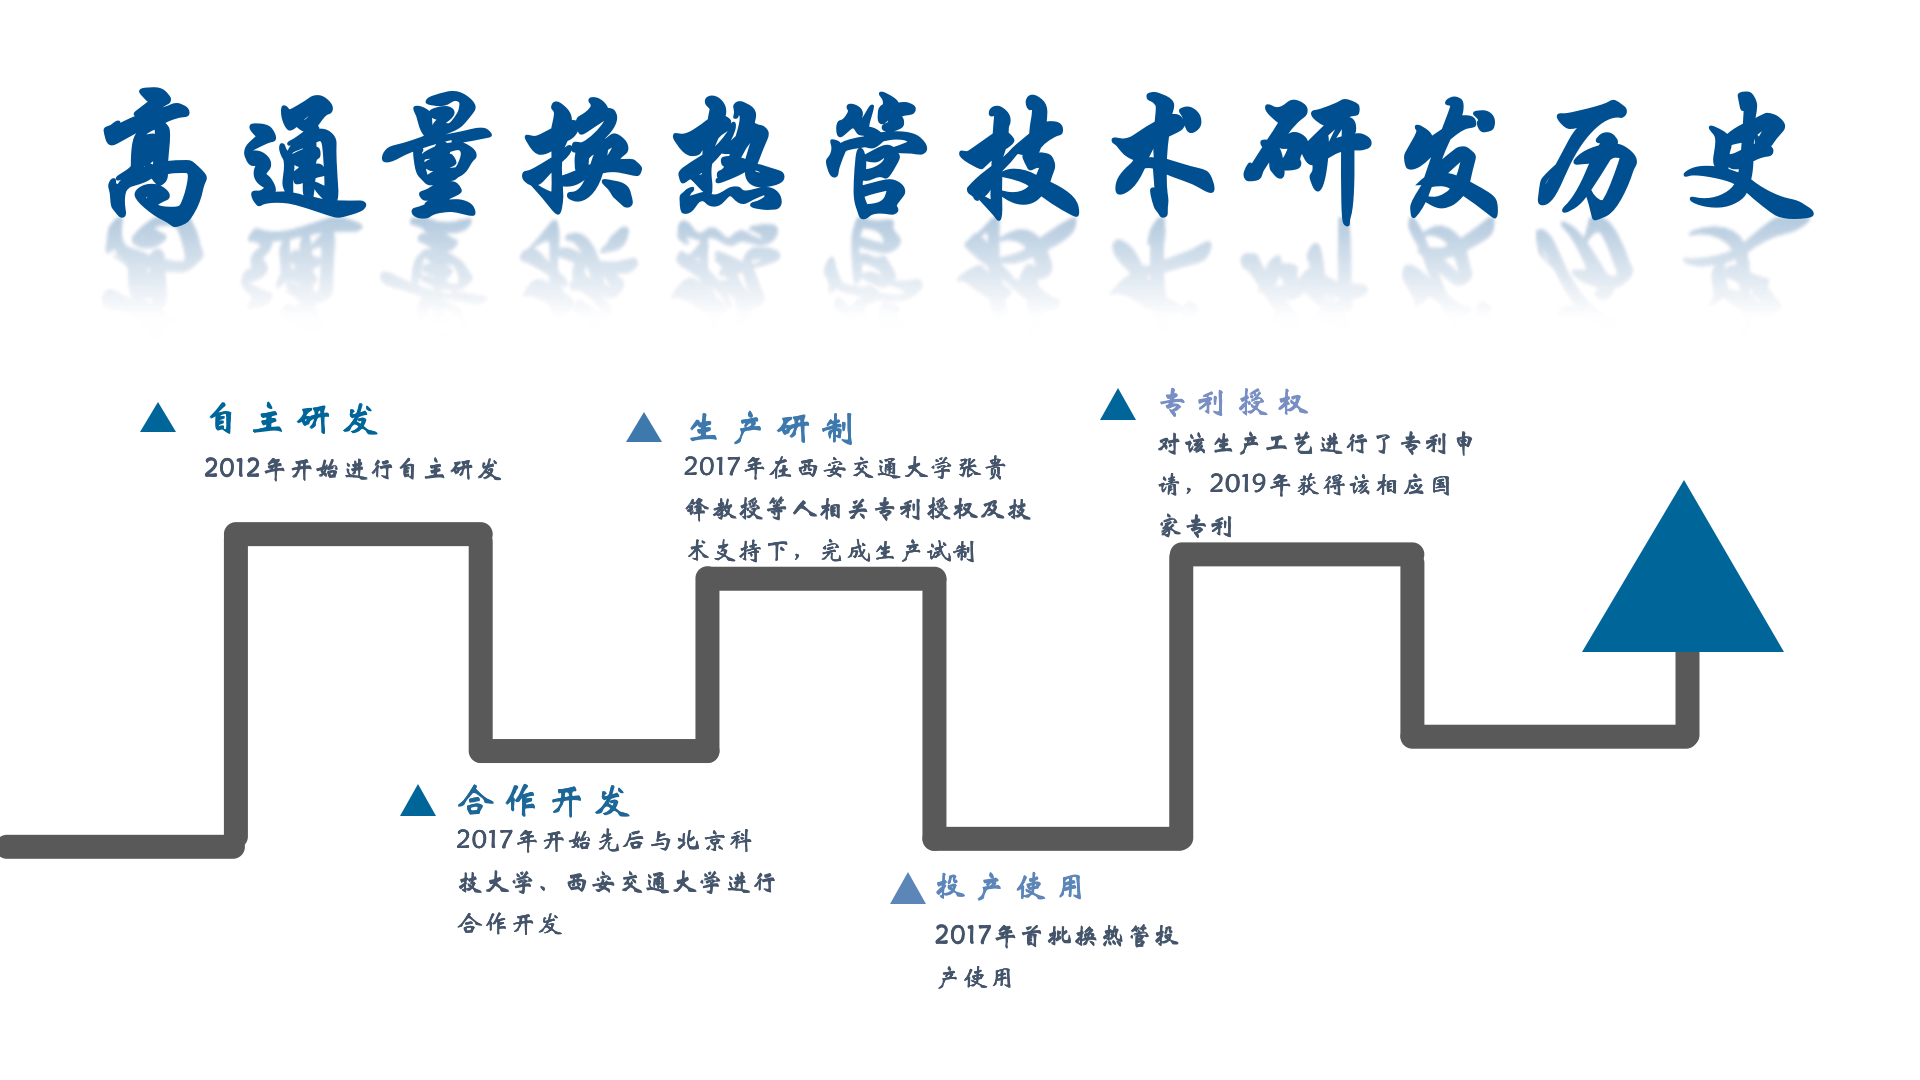 高通量换热管技术研发历史
自主研发
2012年开始进行自主研发
合作开发
2017年开始先后与北京科
技大学、西安交通大学进行
合作开发
生产研制
2017年在西安交通大学张贵
锋教授等人相关专利授权及技
术支持下，完成生产试制
投产使用
2017年首批换热管投
产使用
专利授权
对该生产工艺进行了专利申
请，2019年获得该相应国
家专利